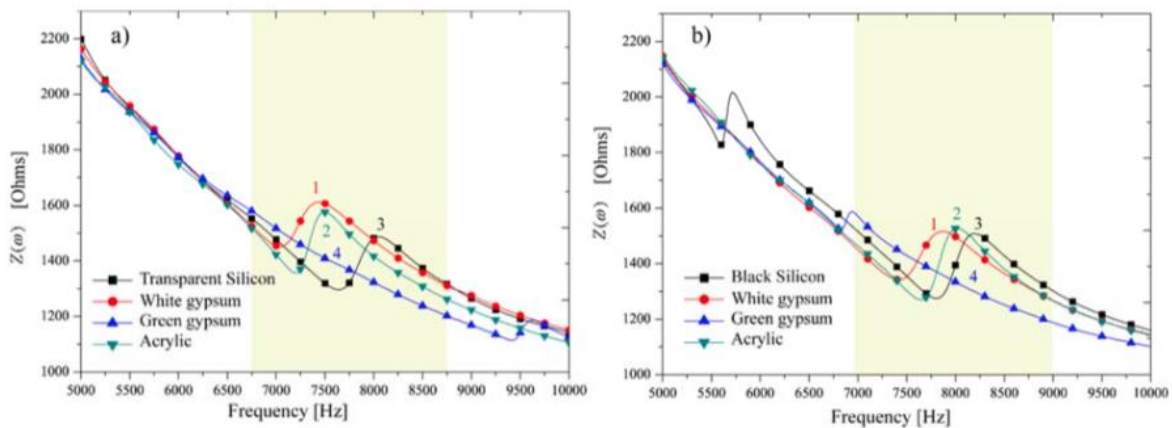 a)
Z(ω) [Ohms]
2200
2000
1800
1600
1400
1200
1000
1
2
3
4
Transparent Silicon
White gypsum
Green gypsum
Acrylic
5000 5500 6000 6500 7000 7500 8000 8500 9000 9500 10000
Frequency [Hz]
b)
Z(ω) [Ohms]
2200
2000
1800
1600
1400
1200
1000
1
2
3
4
Black Silicon
White gypsum
Green gypsum
Acrylic
5000 5500 6000 6500 7000 7500 8000 8500 9000 9500 10000
Frequency [Hz]